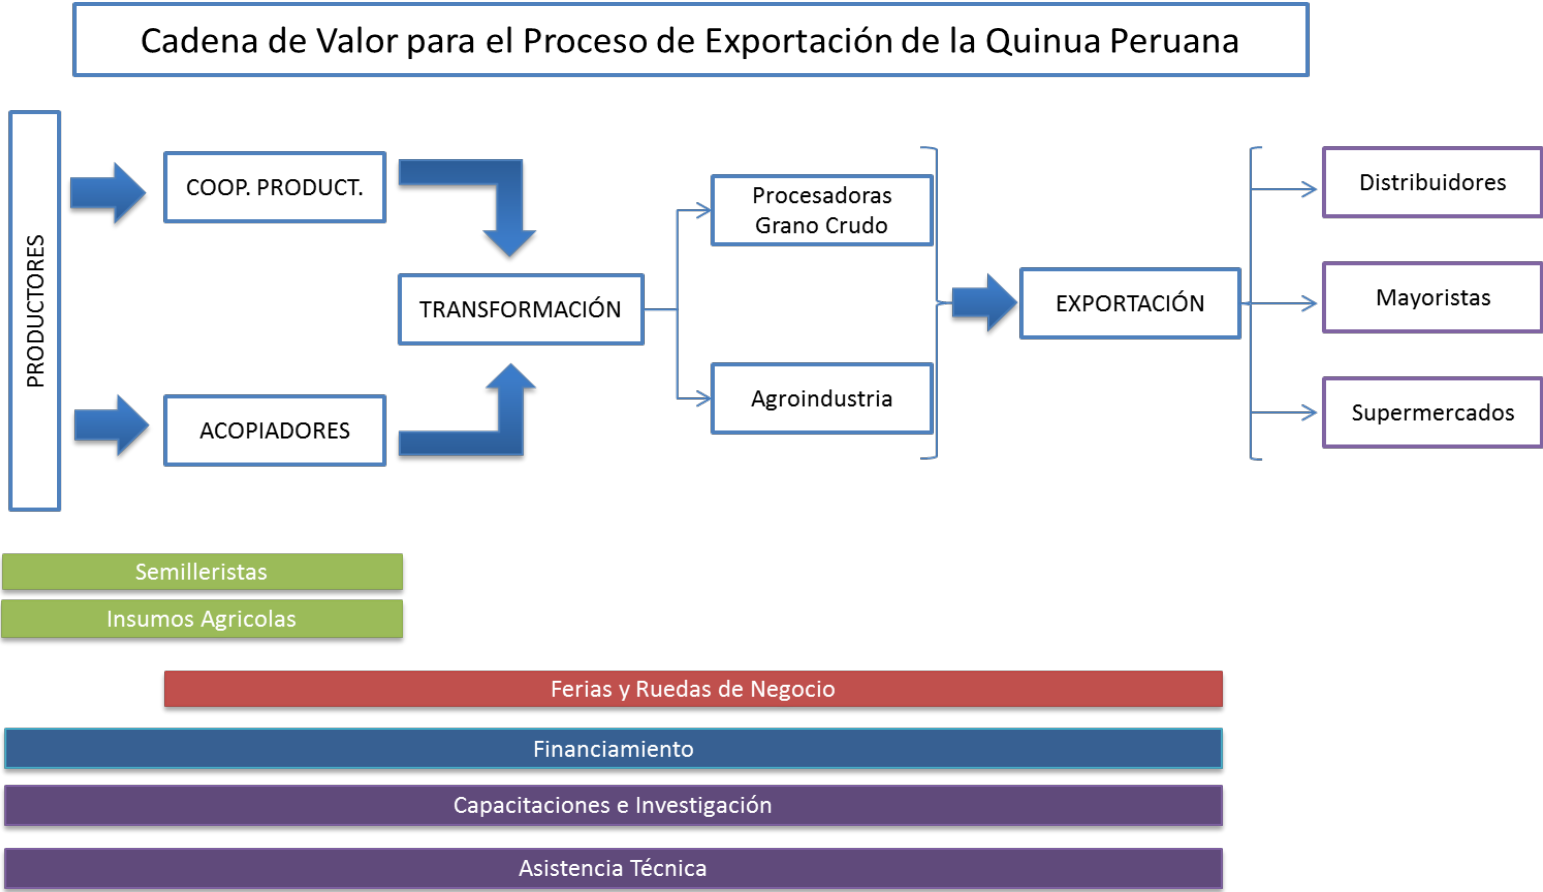 Cadena de Valor para el Proceso de Exportación de la Quinua Peruana
PRODUCTORES
COOP. PRODUCT.
ACOPIADORES
TRANSFORMACIÓN
Procesadoras
Grano Crudo
Agroindustria
EXPORTACIÓN
Distribuidores
Mayoristas
Supermercados
Semilleristas
Insumos Agricolas
Ferias y Ruedas de Negocio
Financiamiento
Capacitaciones e Investigación
Asistencia Técnica